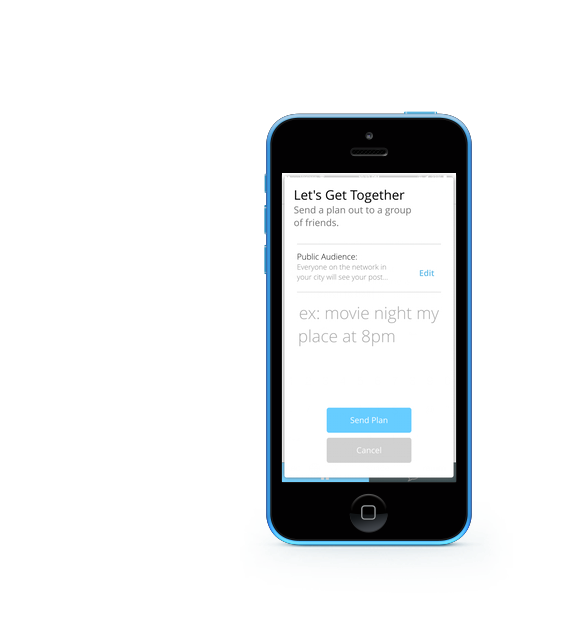 Let's Get Together
Send a plan out to a group
of friends.
Public Audience:
Everyone on the network in
your city will see your post...
Edit
ex: movie night my
place at 8pm
Send Plan
Cancel